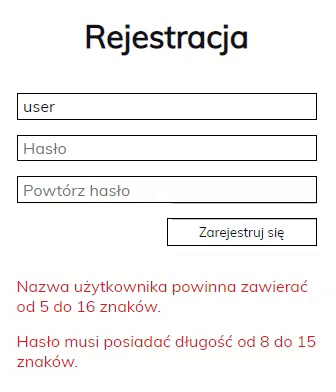 Rejestracja
user
Hasło
Powtórz hasło
Zarejestruj się
Nazwa użytkownika powinna zawierać
od 5 do 16 znaków.
Hasło musi posiadać długość od 8 do 15
znaków.